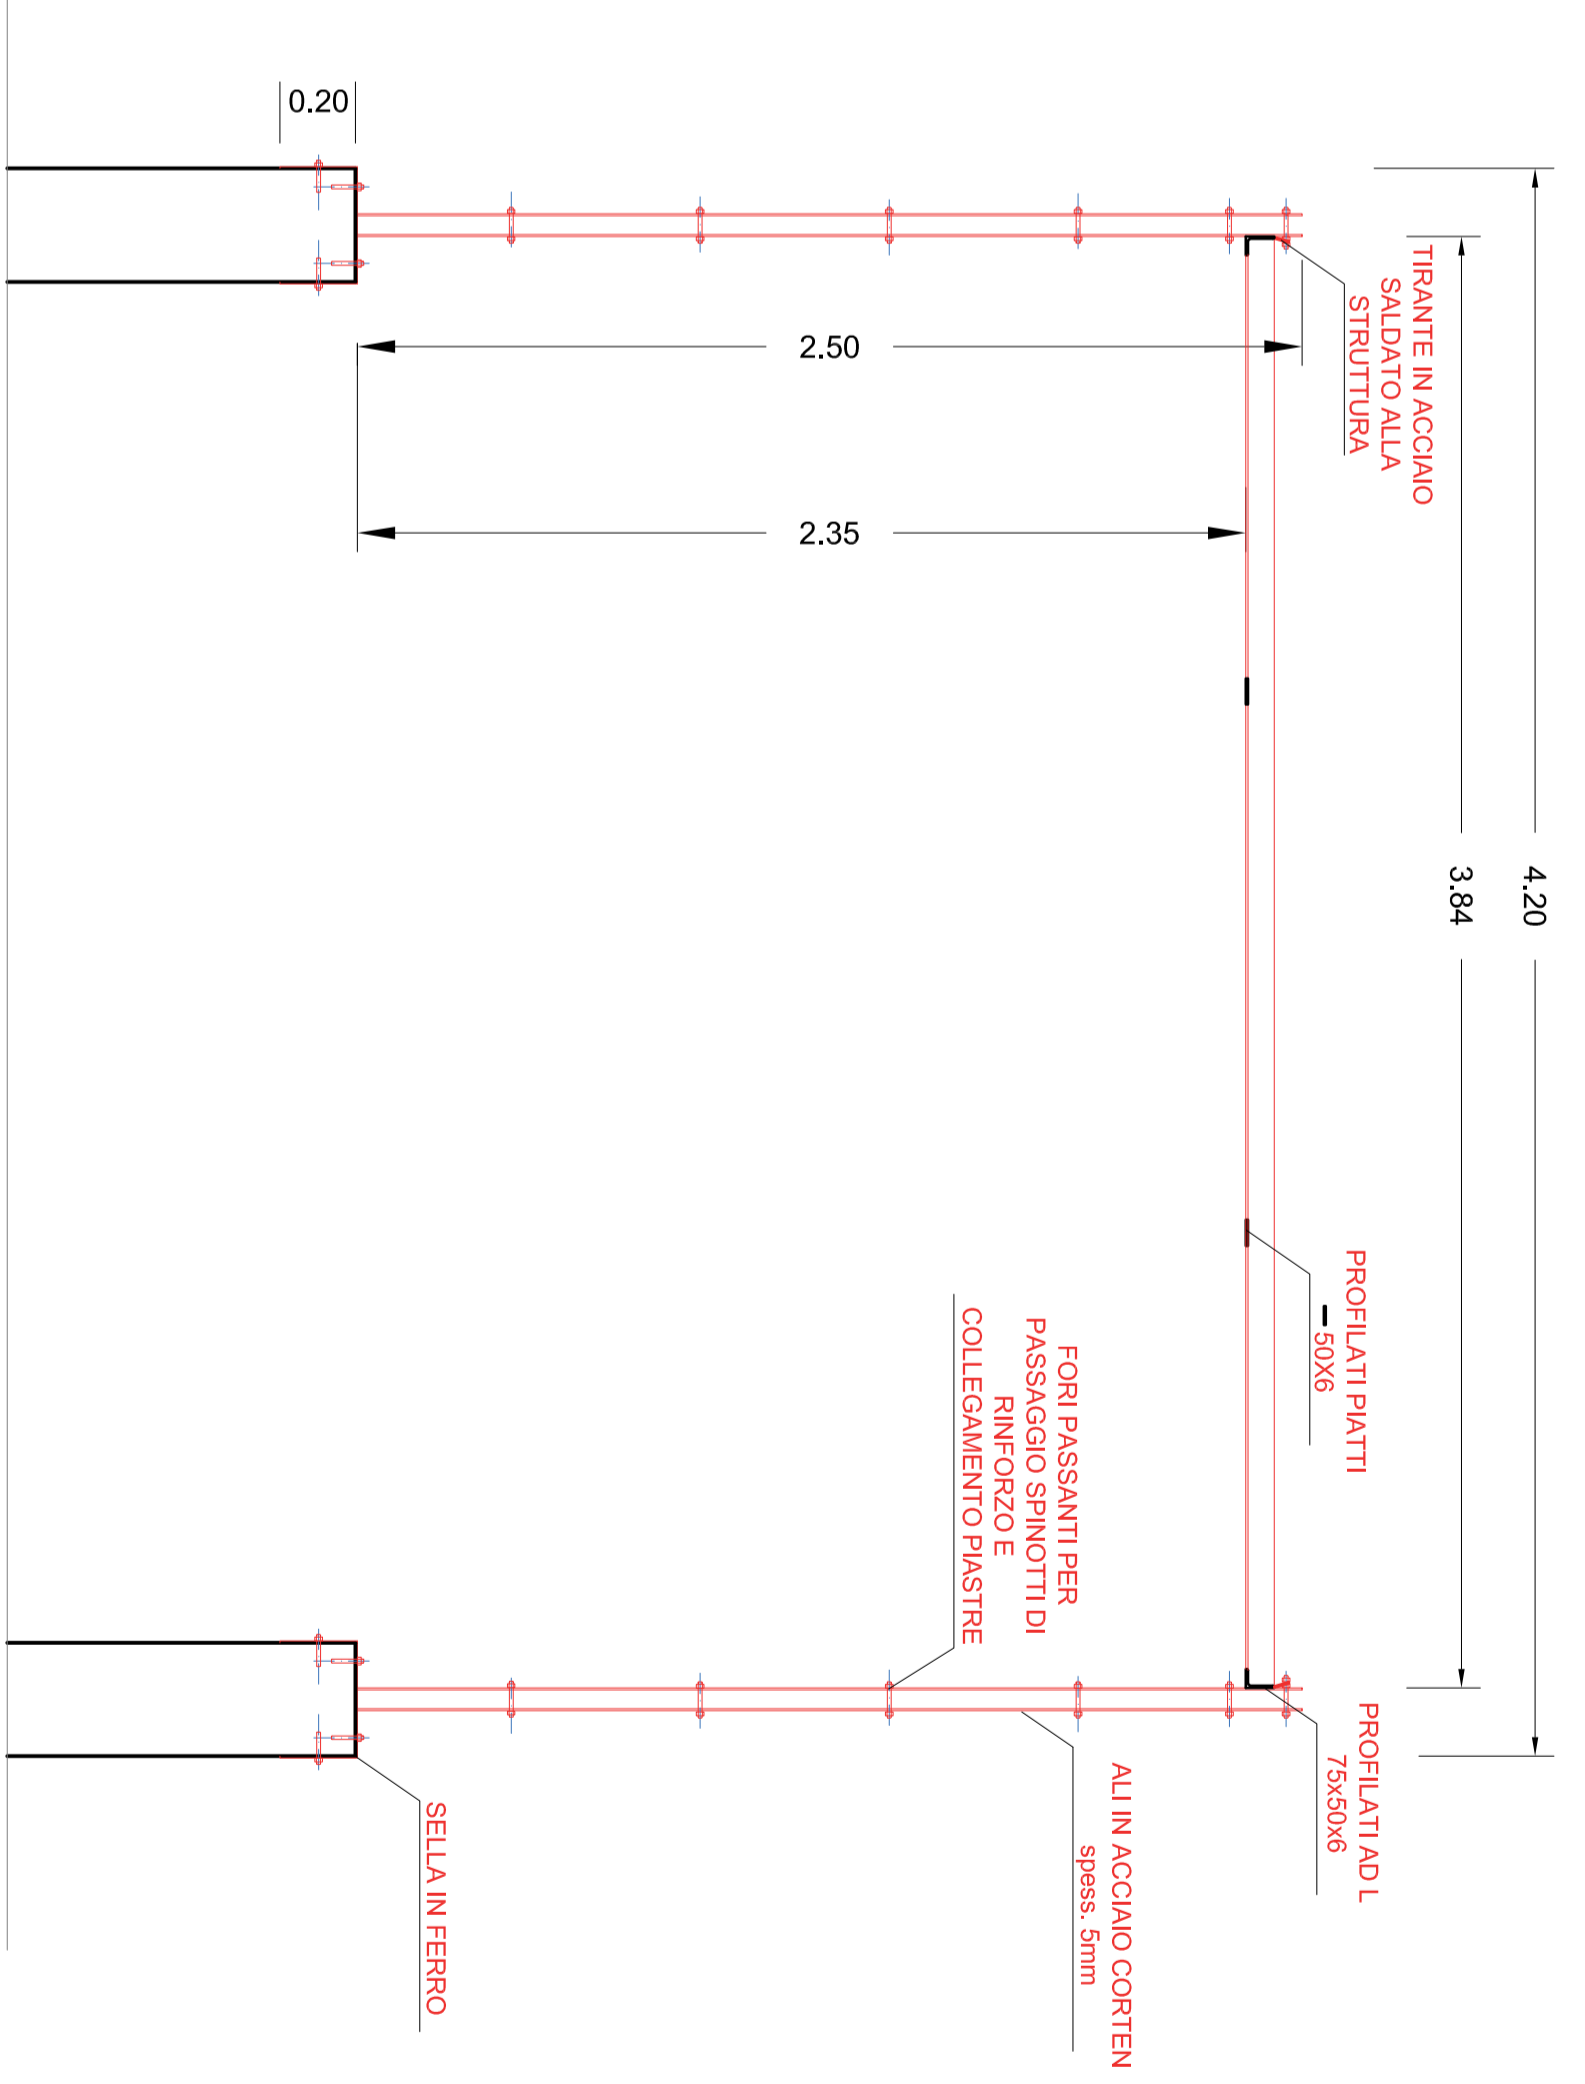 0.20
2.50
2.35
4.20
3.84
TIRANTE IN ACCIAIO
SALDATO ALLA
STRUTTURA
PROFILATI PIATTI
50X6
FORI PASSANTI PER
PASSAGGIO SPINOTTI DI
RINFORZO E
COLLEGAMENTO PIASTRE
PROFILATI AD L
75x50x6
ALI IN ACCIAIO CORTEN
spess. 5mm
SELLA IN FERRO